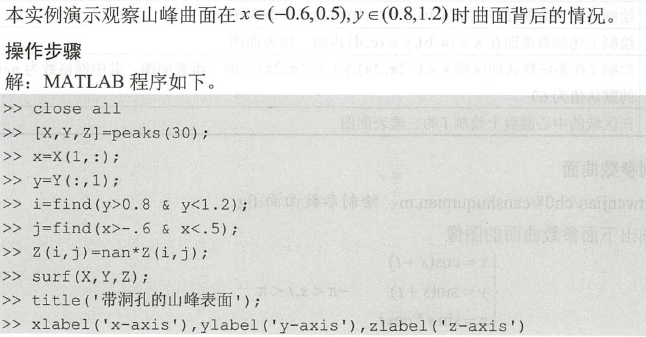 本实例演示观察山峰曲面在 x∈(−0.6,0.5), y∈(0.8,1.2) 时曲面背后的情况。
操作步骤
解：MATLAB 程序如下。
>> close all
>> [X,Y,Z]=peaks(30);
>> x=X(1,:);
>> y=Y(:,1);
>> i=find(y>0.8 & y<1.2);
>> j=find(x>-.6 & x<.5);
>> Z(i,j)=nan*Z(i,j);
>> surf(X,Y,Z);
>> title('带洞孔的山峰表面');
>> xlabel('x-axis'),ylabel('y-axis'),zlabel('z-axis')